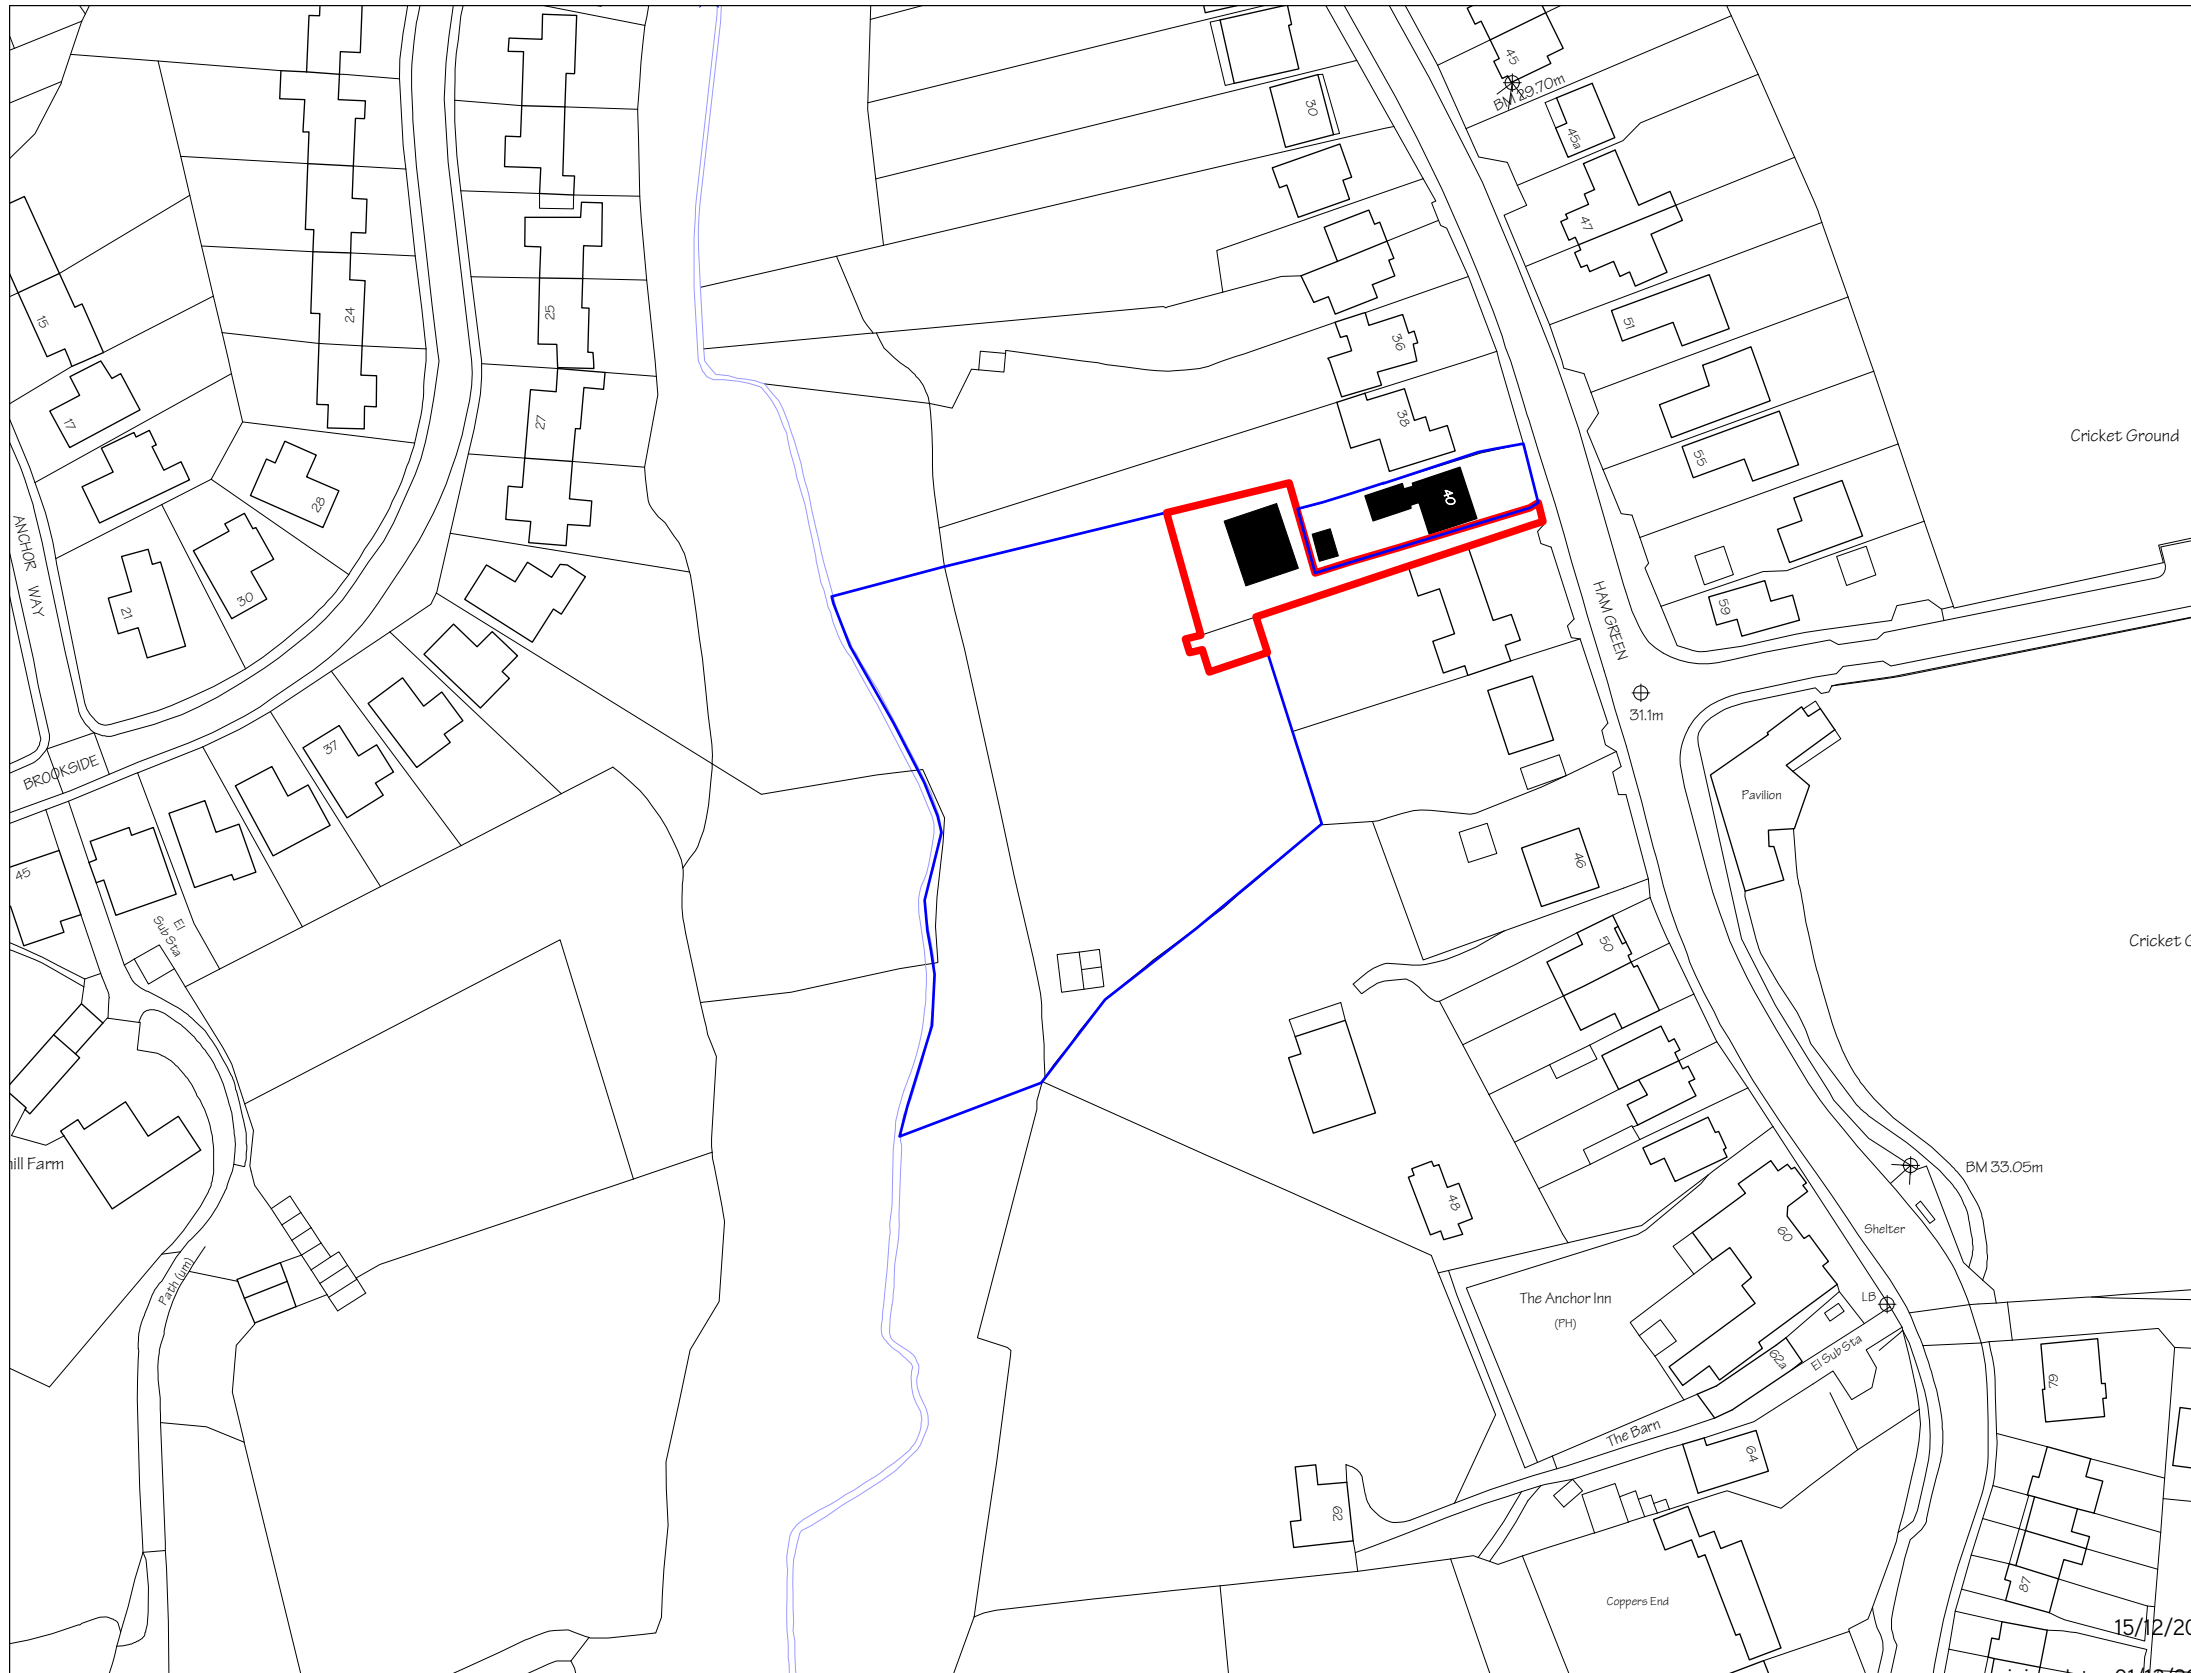 45
BM 29.70m
45a
30
47
15
24
25
51
36
17
27
38
Cricket Ground
55
28
40
ANCHOR WAY
30
21
HAM GREEN
59
31.1m
37
BROOKSIDE
Pavilion
45
46
El
Sub Sta
50
Cricket G
ill Farm
BM 33.05m
48
Shelter
60
Path (um)
The Anchor Inn
(PH)
LB
62a
El Sub Sta
79
The Barn
64
62
87
Coppers End
15/12/20